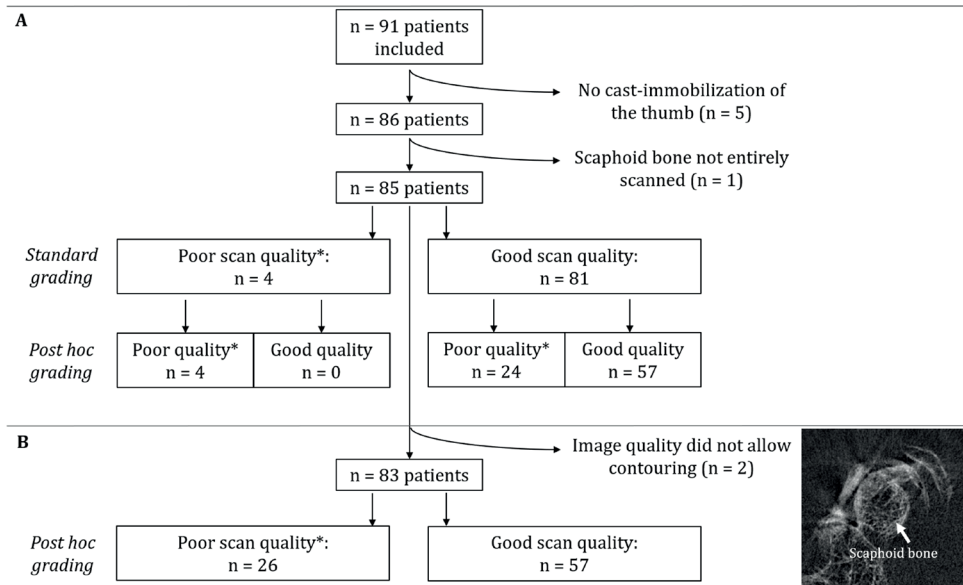 A
n = 91 patients
included
No cast-immobilization of
the thumb (n = 5)
n = 86 patients
Scaphoid bone not entirely
scanned (n = 1)
n = 85 patients
Standard
grading
Poor scan quality*:
n = 4
Good scan quality:
n = 81
Post hoc
grading
Poor quality*
n = 4
Good quality
n = 0
Poor quality*
n = 24
Good quality
n = 57
B
Image quality did not allow
contouring (n = 2)
n = 83 patients
Post hoc
grading
Poor scan quality*:
n = 26
Good scan quality:
n = 57
Scaphoid bone